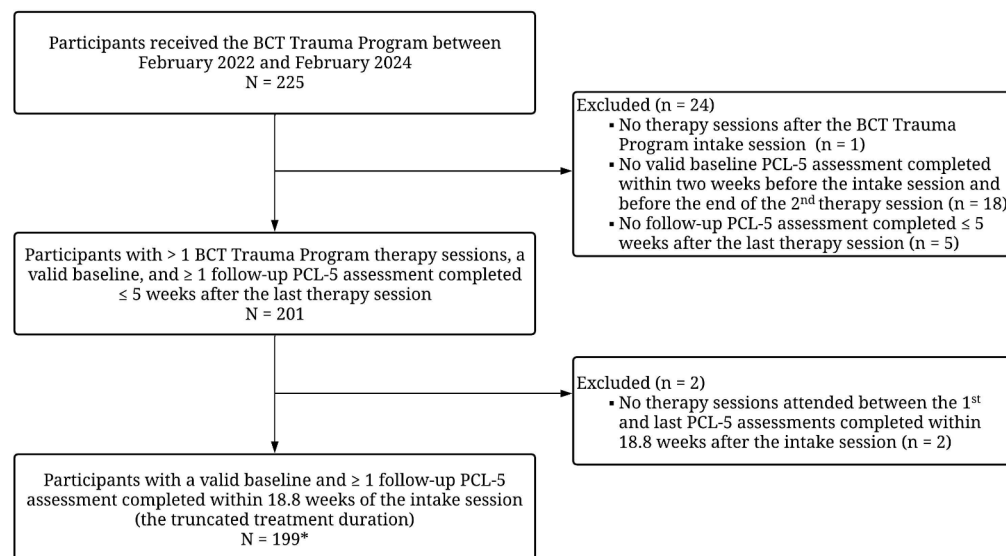 Participants received the BCT Trauma Program between
February 2022 and February 2024
N = 225
Excluded (n = 24)
▪ No therapy sessions after the BCT Trauma
Program intake session (n = 1)
▪ No valid baseline PCL-5 assessment completed
within two weeks before the intake session and
before the end of the 2nd therapy session (n = 18)
▪ No follow-up PCL-5 assessment completed ≤ 5
weeks after the last therapy session (n = 5)
Participants with > 1 BCT Trauma Program therapy sessions, a
valid baseline, and ≥ 1 follow-up PCL-5 assessment completed
≤ 5 weeks after the last therapy session
N = 201
Excluded (n = 2)
▪ No therapy sessions attended between the 1st
and last PCL-5 assessments completed within
18.8 weeks after the intake session (n = 2)
Participants with a valid baseline and ≥ 1 follow-up PCL-5
assessment completed within 18.8 weeks of the intake session
(the truncated treatment duration)
N = 199*